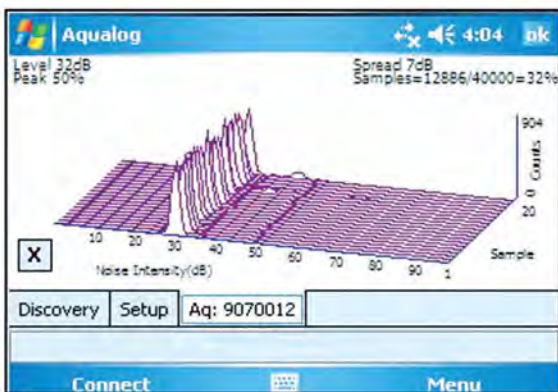 Aqualog 4:04 ok
Level 32dB Spread 7dB
Peak 50% Samples=12886/40000=32%
904
Counts
0
20
10 20 30 40 50 60 70 80 90 1
Noise Intensity(dB) Sample
X
Discovery Setup Aq: 9070012
Connect Menu